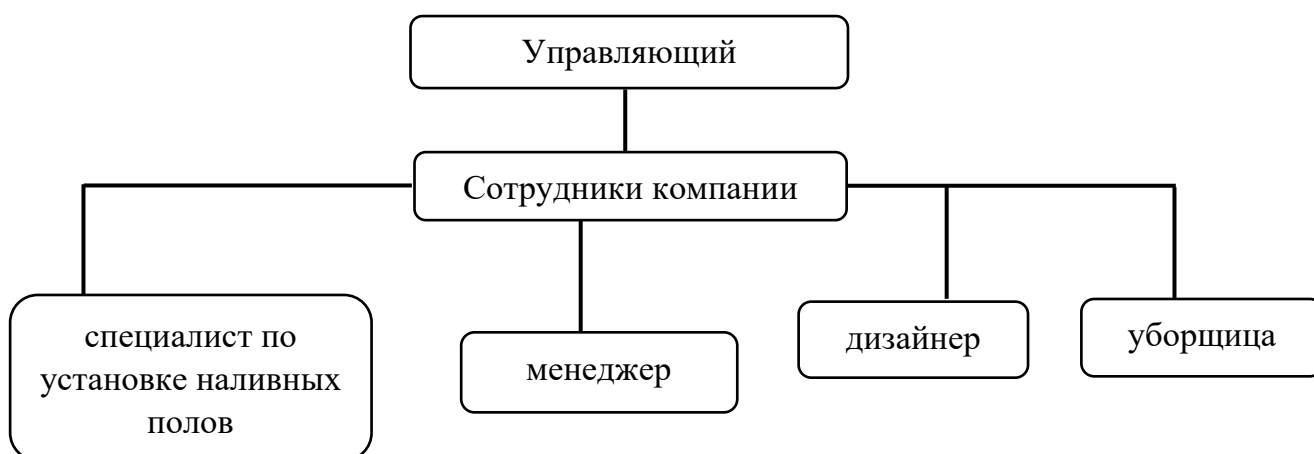 Управляющий
Сотрудники компании
специалист по
установке наливных
полов
менеджер
дизайнер
уборщица